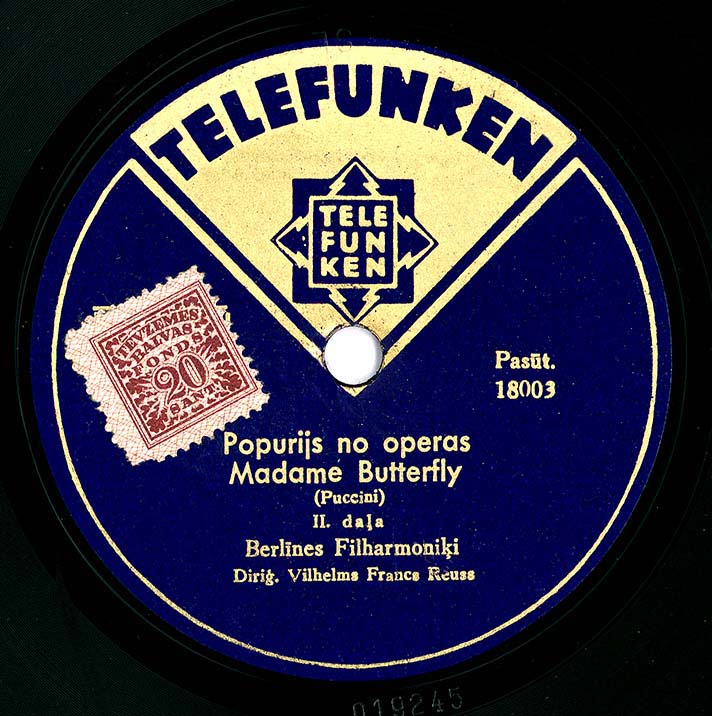 TELEFUNKEN
TELE
FUN
KEN
TĒVZEMES
BALVAS
FONDS
20
SANT.
Pasūt.
18003
Popurijs no operas
Madame Butterfly
(Puccini)
II. daļa
Berlīnes Filharmoniķi
Diriģ. Vilhelms Francs Reuss
019245